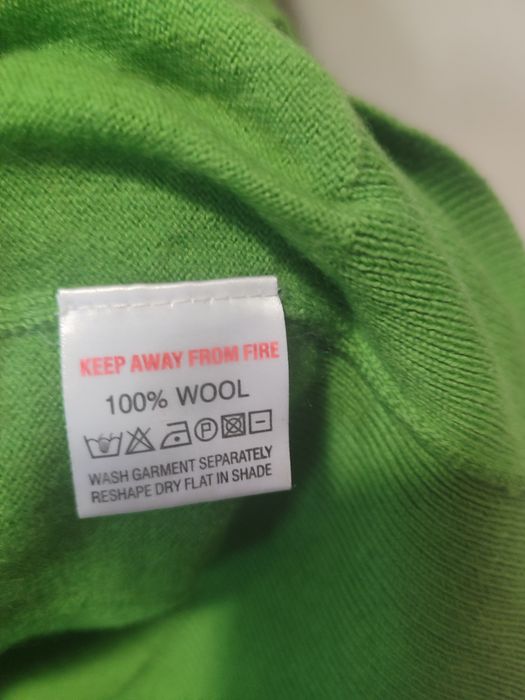 KEEP AWAY FROM FIRE
100% WOOL
P
WASH GARMENT SEPARATELY
RESHAPE DRY FLAT IN SHADE